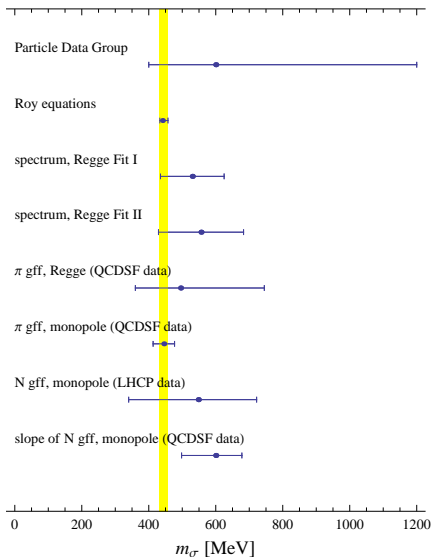 Particle Data Group
Roy equations
spectrum, Regge Fit I
spectrum, Regge Fit II
π gff, Regge (QCDSF data)
π gff, monopole (QCDSF data)
N gff, monopole (LHCP data)
slope of N gff, monopole (QCDSF data)
0 200 400 600 800 1000 1200
m_σ [MeV]